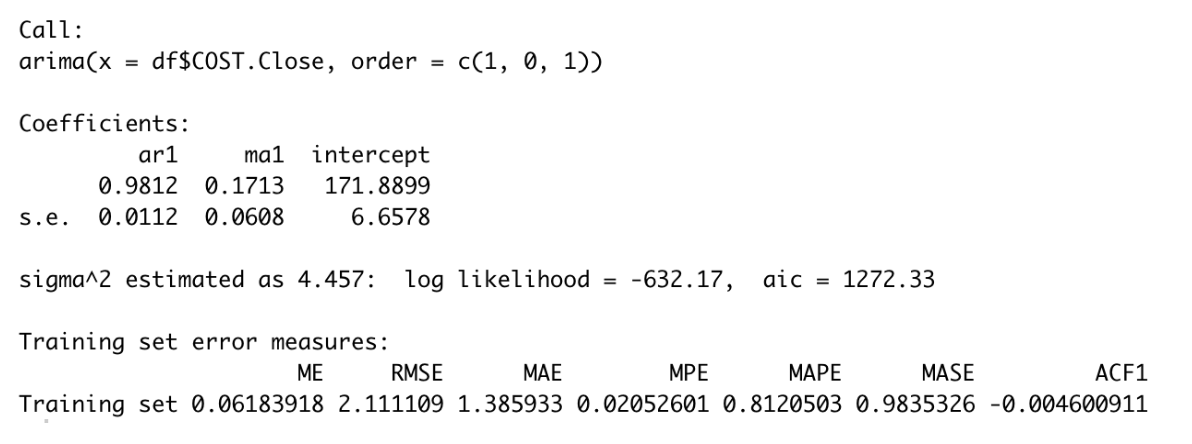 Call:
arima(x = df$COST.Close, order = c(1, 0, 1))
Coefficients:
ar1 ma1 intercept
0.9812 0.1713 171.8899
s.e. 0.0112 0.0608 6.6578
sigma^2 estimated as 4.457: log likelihood = -632.17, aic = 1272.33
Training set error measures:
ME RMSE MAE MPE MAPE MASE ACF1
Training set 0.06183918 2.111109 1.385933 0.02052601 0.8120503 0.9835326 -0.004600911